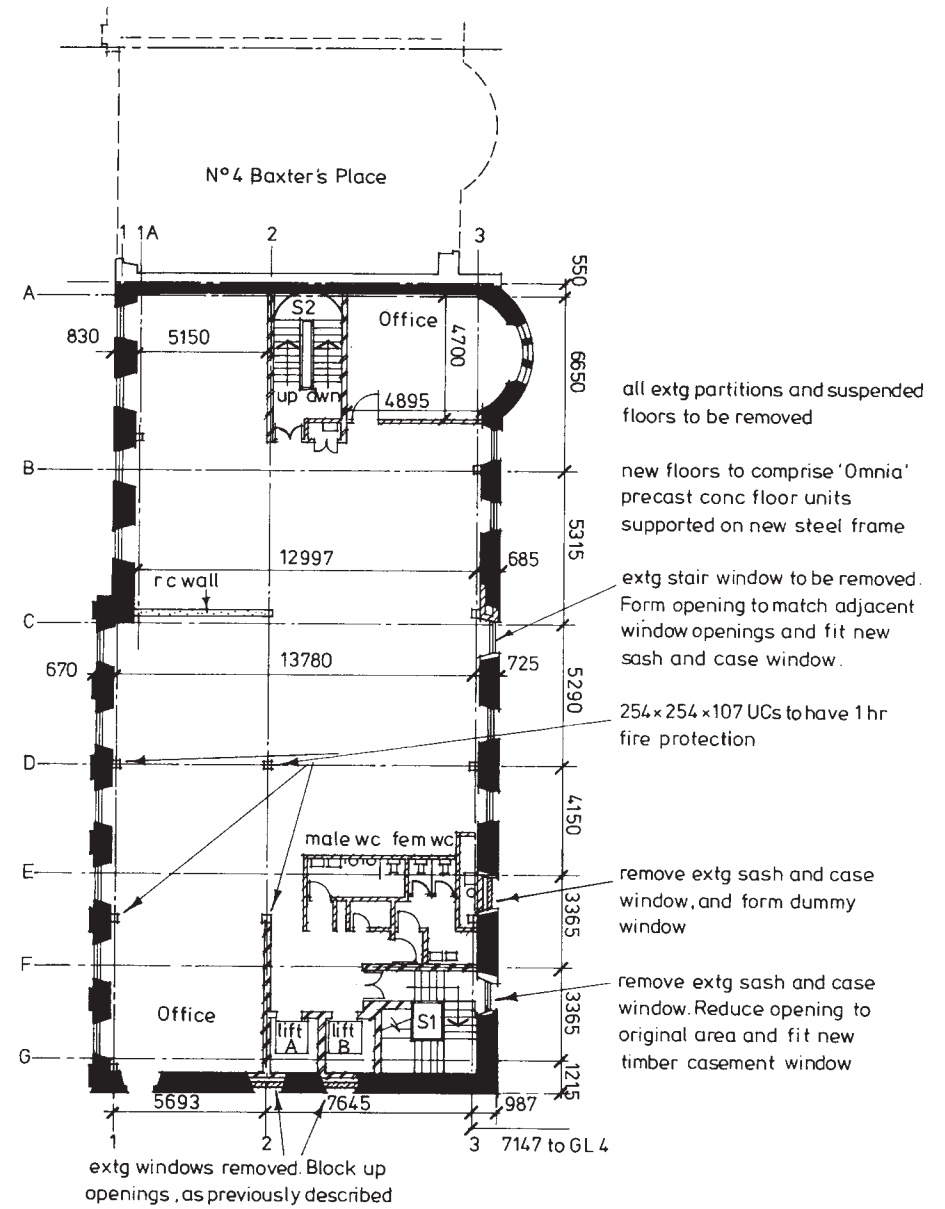 N°4 Baxter's Place
1 1A 2 3
550
A
S2
Office
830
5150
4700
6650
up dwn
4895
all extg partitions and suspended
floors to be removed
B
new floors to comprise 'Omnia'
precast conc floor units
supported on new steel frame
5315
12997
685
r c wall
extg stair window to be removed.
Form opening to match adjacent
window openings and fit new
sash and case window.
C
670
13780
725
5290
254×254×107 UCs to have 1 hr
fire protection
D
4150
male wc fem wc
E
remove extg sash and case
window, and form dummy
window
3365
F
remove extg sash and case
window. Reduce opening to
original area and fit new
timber casement window
Office
lift
A
lift
B
S1
3365
G
1215
5693
7645
987
1 2 3
7147 to GL 4
extg windows removed. Block up
openings, as previously described